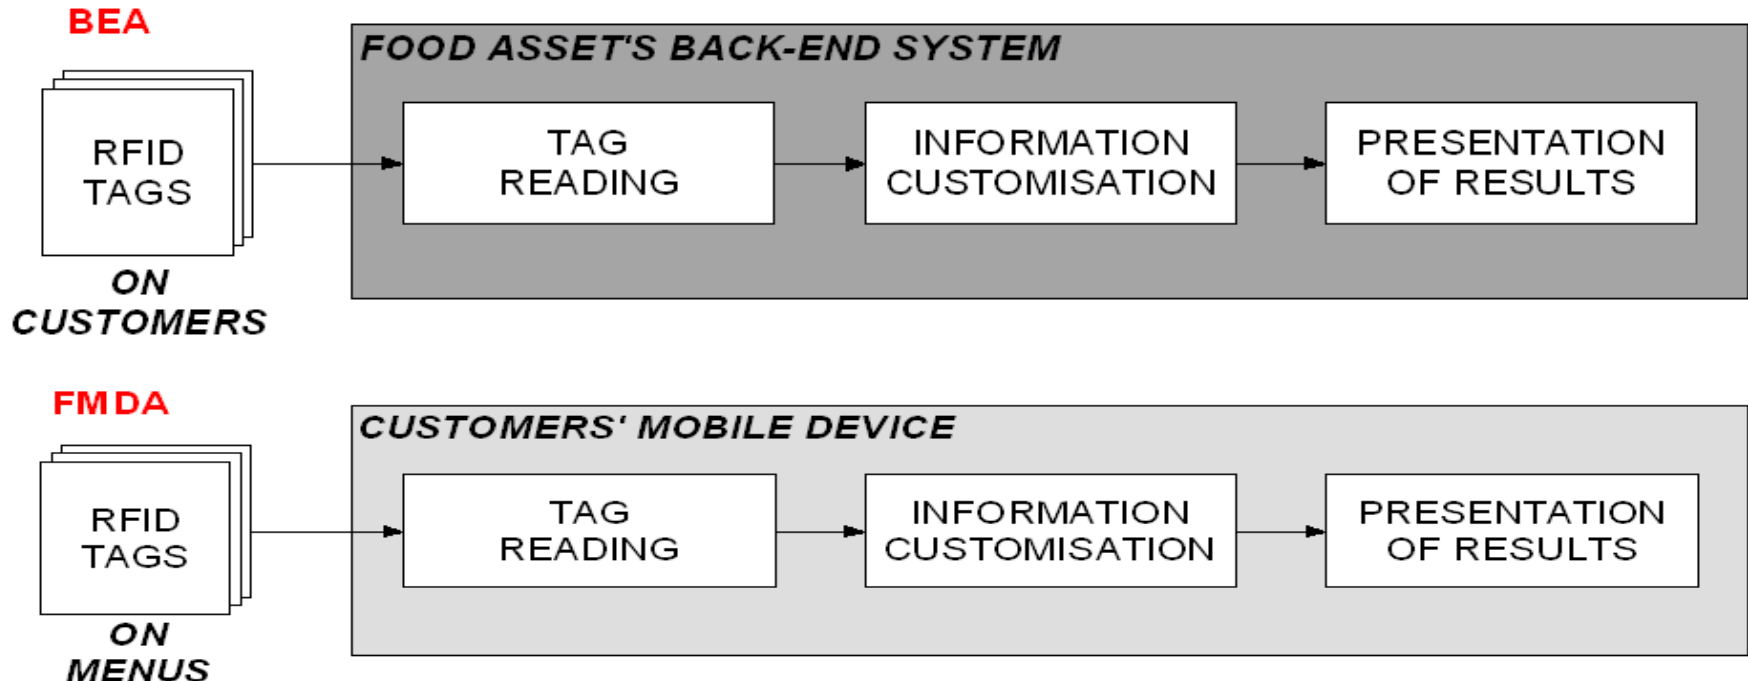 BEA
FOOD ASSET'S BACK-END SYSTEM
RFID
TAGS
TAG
READING
INFORMATION
CUSTOMISATION
PRESENTATION
OF RESULTS
ON
CUSTOMERS
FMDA
CUSTOMERS' MOBILE DEVICE
RFID
TAGS
TAG
READING
INFORMATION
CUSTOMISATION
PRESENTATION
OF RESULTS
ON
MENUS